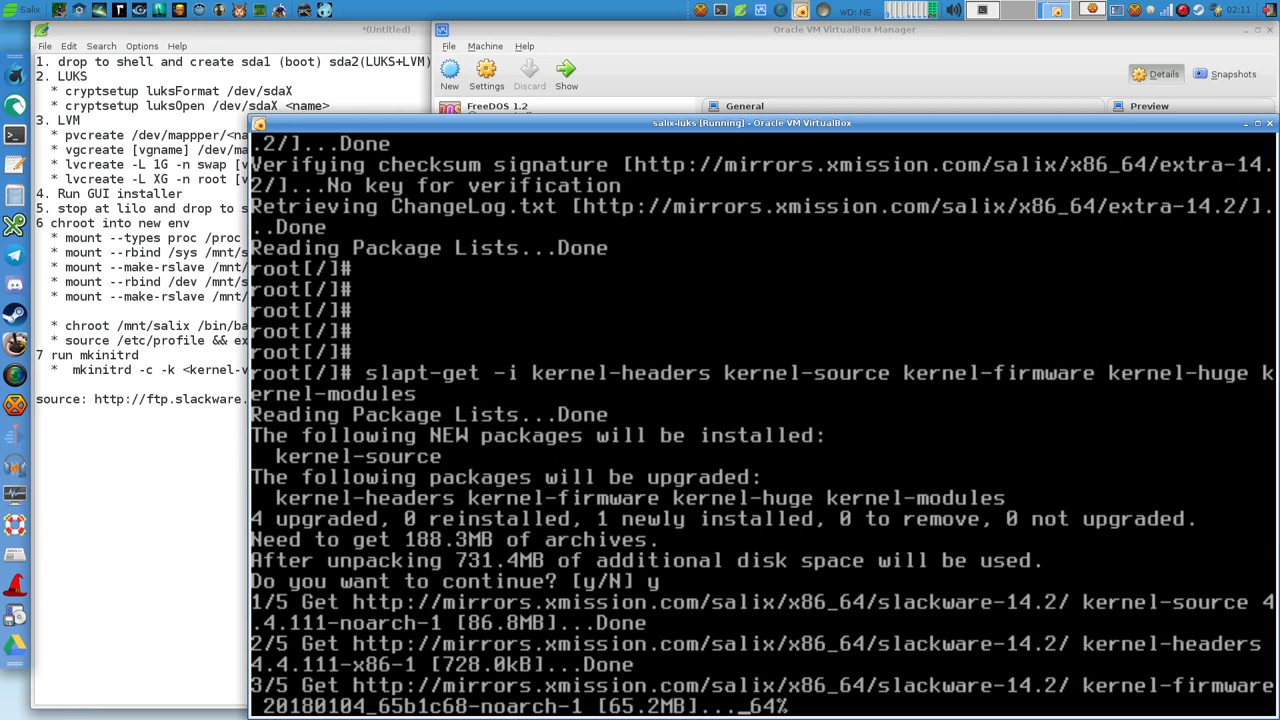 Salix
WD: NE
02:11
*(Untitled)
File Edit Search Options Help
1. drop to shell and create sda1 (boot) sda2(LUKS+LVM)
2. LUKS
* cryptsetup luksFormat /dev/sdaX
* cryptsetup luksOpen /dev/sdaX <name>
3. LVM
* pvcreate /dev/mappper/<na
* vgcreate [vgname] /dev/ma
* lvcreate -L 1G -n swap [v
* lvcreate -L XG -n root [v
4. Run GUI installer
5. stop at lilo and drop to s
6 chroot into new env
* mount --types proc /proc
* mount --rbind /sys /mnt/s
* mount --make-rslave /mnt/
* mount --rbind /dev /mnt/s
* mount --make-rslave /mnt/
* chroot /mnt/salix /bin/ba
* source /etc/profile && ex
7 run mkinitrd
* mkinitrd -c -k <kernel-v
source: http://ftp.slackware.
Oracle VM VirtualBox Manager
File Machine Help
New Settings Discard Show
Details Snapshots
FreeDOS 1.2
General
Preview
salix-luks [Running] - Oracle VM VirtualBox
.2/]...Done
Verifying checksum signature [http://mirrors.xmission.com/salix/x86_64/extra-14.
2/]...No key for verification
Retrieving ChangeLog.txt [http://mirrors.xmission.com/salix/x86_64/extra-14.2/].
..Done
Reading Package Lists...Done
root[/]#
root[/]#
root[/]#
root[/]#
root[/]#
root[/]# slapt-get -i kernel-headers kernel-source kernel-firmware kernel-huge k
ernel-modules
Reading Package Lists...Done
The following NEW packages will be installed:
kernel-source
The following packages will be upgraded:
kernel-headers kernel-firmware kernel-huge kernel-modules
4 upgraded, 0 reinstalled, 1 newly installed, 0 to remove, 0 not upgraded.
Need to get 188.3MB of archives.
After unpacking 731.4MB of additional disk space will be used.
Do you want to continue? [y/N] y
1/5 Get http://mirrors.xmission.com/salix/x86_64/slackware-14.2/ kernel-source 4
.4.111-noarch-1 [86.8MB]...Done
2/5 Get http://mirrors.xmission.com/salix/x86_64/slackware-14.2/ kernel-headers
4.4.111-x86-1 [728.0kB]...Done
3/5 Get http://mirrors.xmission.com/salix/x86_64/slackware-14.2/ kernel-firmware
20180104_65b1c68-noarch-1 [65.2MB]..._64%